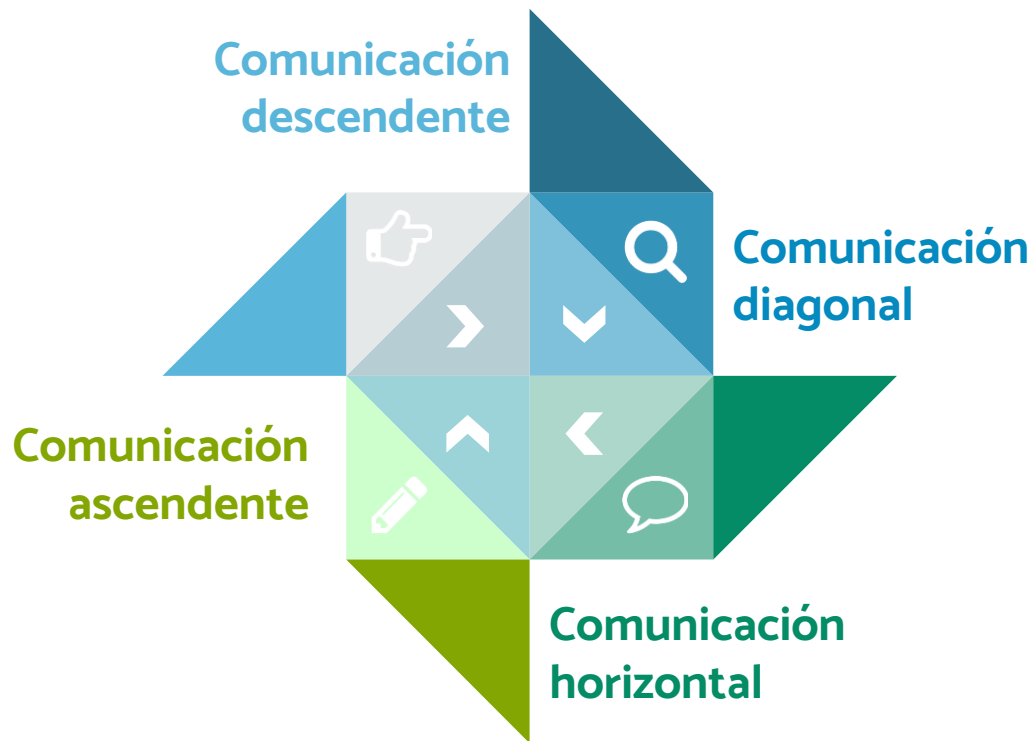 Comunicación
descendente
Comunicación
diagonal
Comunicación
ascendente
Comunicación
horizontal